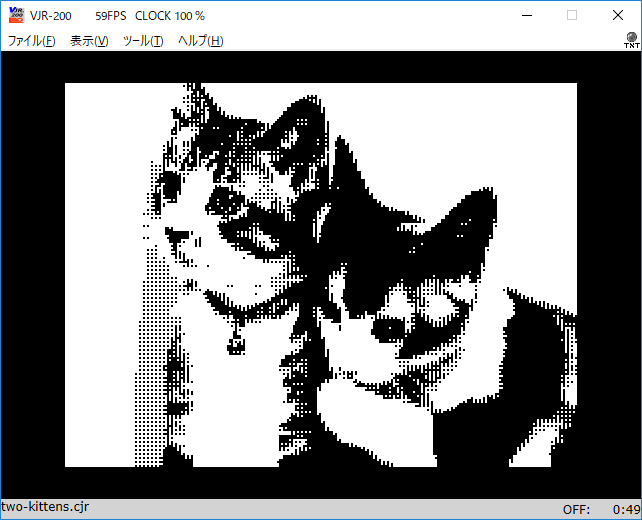 VJR-200 59FPS CLOCK 100 %
ファイル(F) 表示(V) ツール(T) ヘルプ(H)
TNT
two-kittens.cjr OFF: 0:49